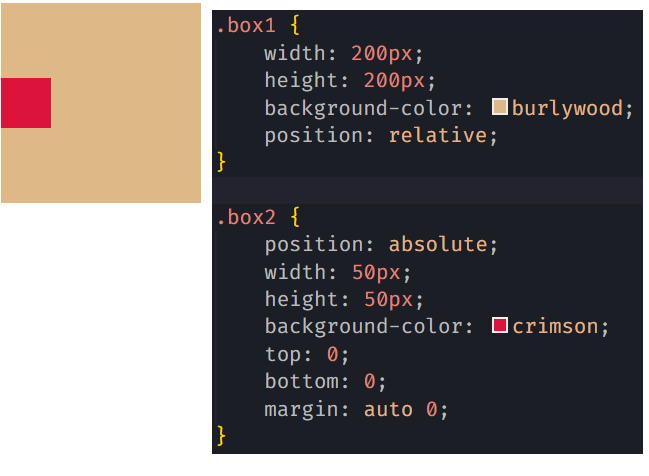 .box1 {
    width: 200px;
    height: 200px;
    background-color: burlywood;
    position: relative;
}

.box2 {
    position: absolute;
    width: 50px;
    height: 50px;
    background-color: crimson;
    top: 0;
    bottom: 0;
    margin: auto 0;
}